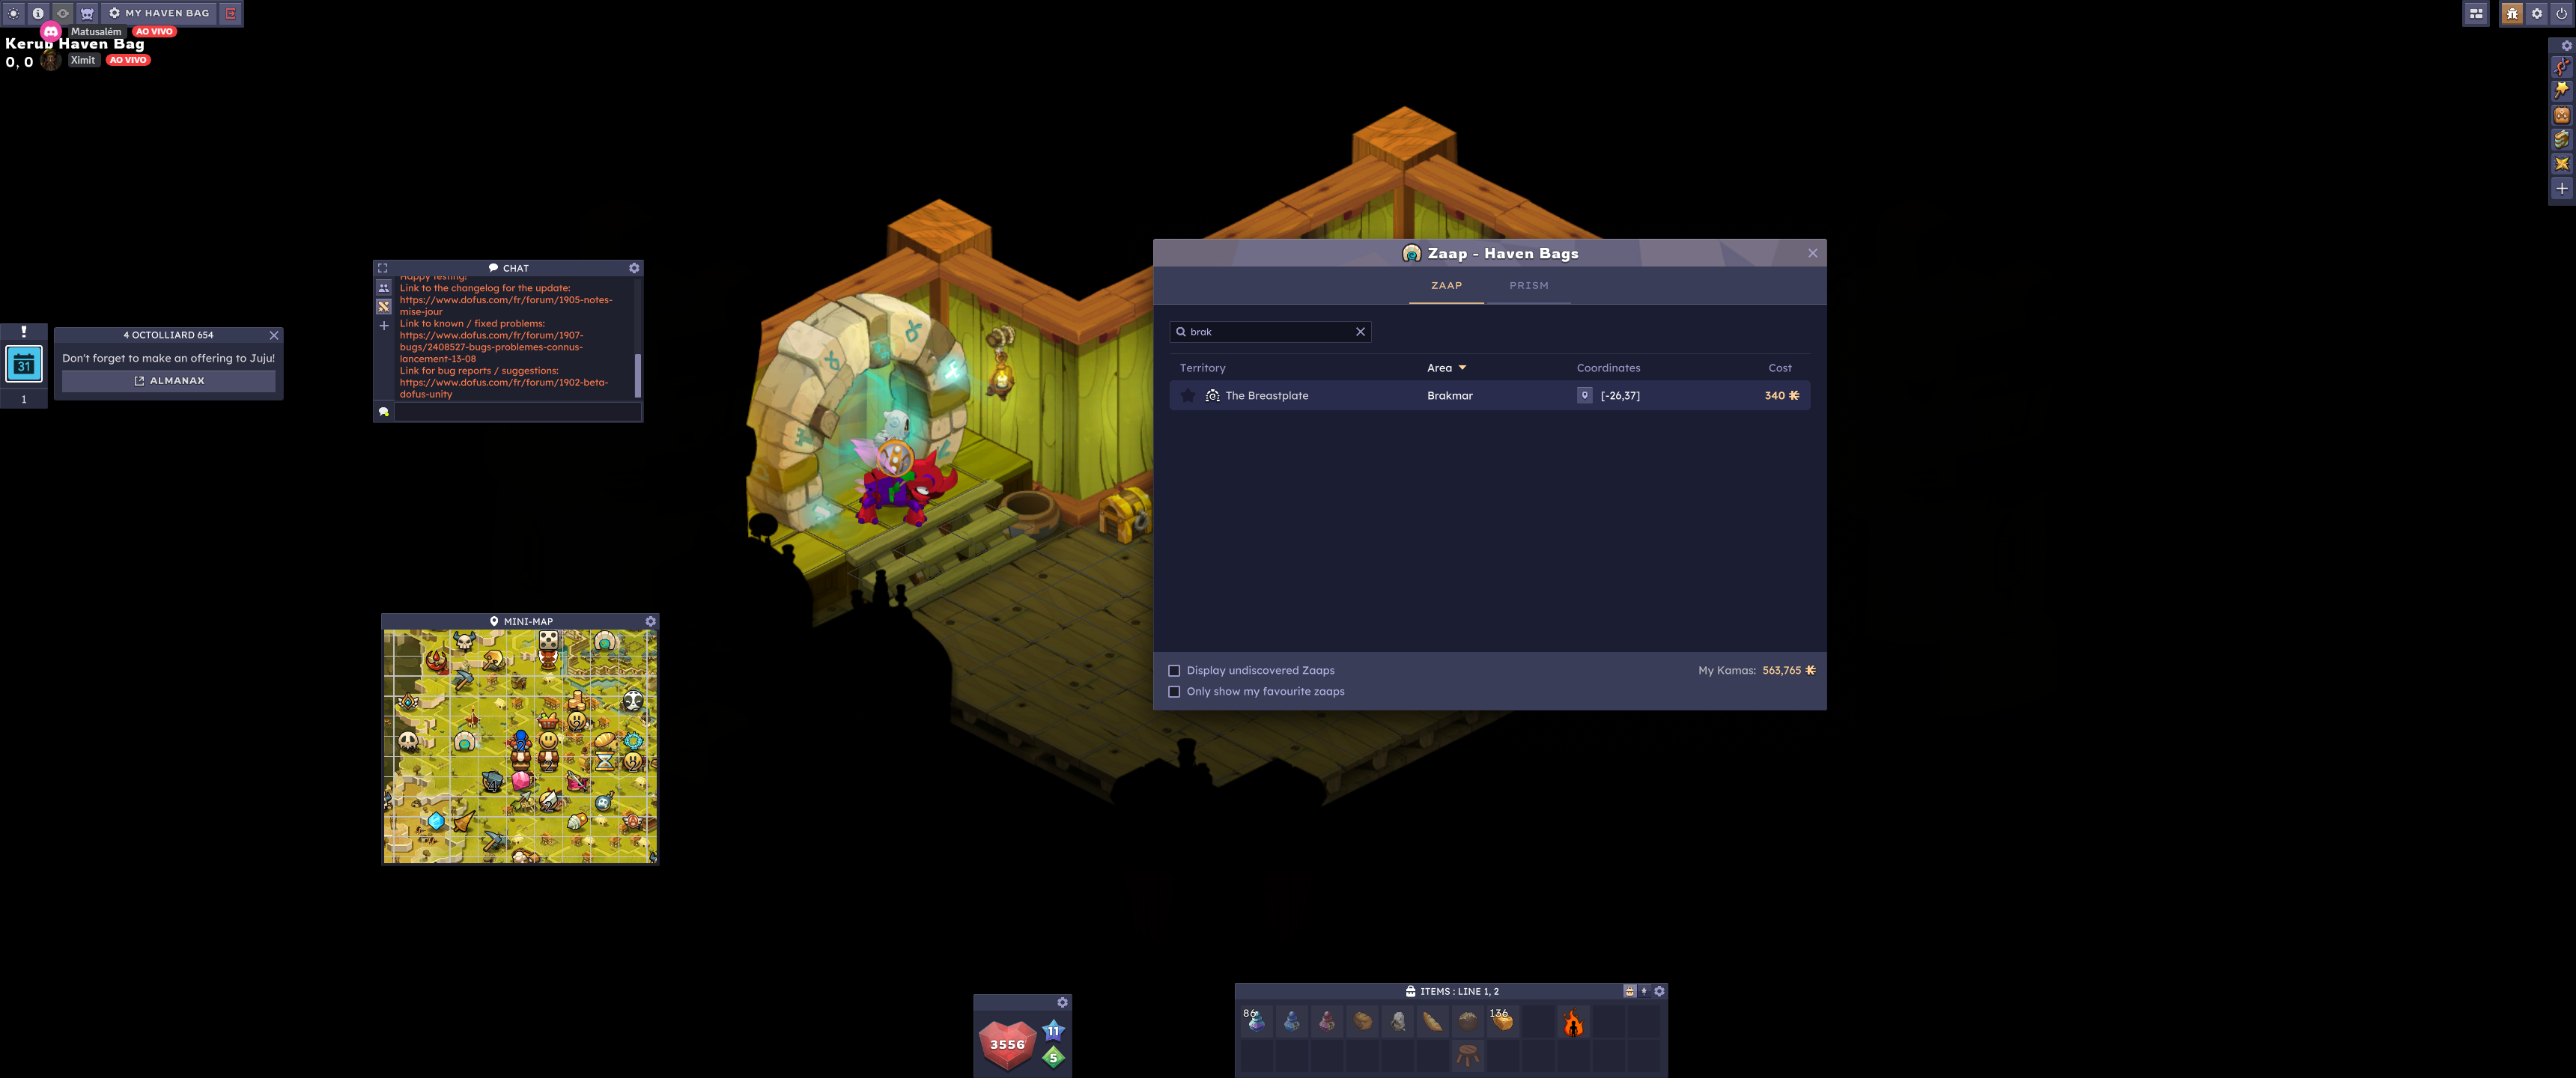 MY HAVEN BAG
Matusalém AO VIVO
Kerub Haven Bag
0, 0
Ximit AO VIVO
Zaap - Haven Bags
ZAAP
PRISM
brak
Territory
Area
Coordinates
Cost
The Breastplate
Brakmar
[-26,37]
340
Display undiscovered Zaaps
Only show my favourite zaaps
My Kamas: 563,765
CHAT
Happy testing!
Link to the changelog for the update:
https://www.dofus.com/fr/forum/1905-notes-
mise-jour
Link to known / fixed problems:
https://www.dofus.com/fr/forum/1907-
bugs/2408527-bugs-problemes-connus-
lancement-13-08
Link for bug reports / suggestions:
https://www.dofus.com/fr/forum/1902-beta-
dofus-unity
31
1
4 OCTOLLIARD 654
Don't forget to make an offering to Juju!
ALMANAX
MINI-MAP
3556
11
5
ITEMS : LINE 1, 2
86
136